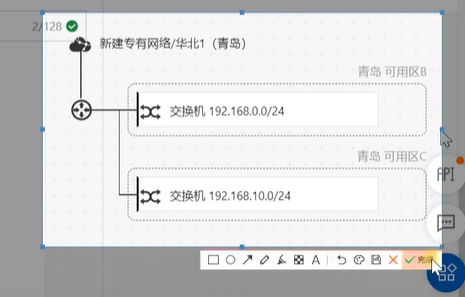 2/128
新建专有网络/华北1（青岛）
青岛 可用区B
交换机 192.168.0.0/24
青岛 可用区C
交换机 192.168.10.0/24
API
A
完成